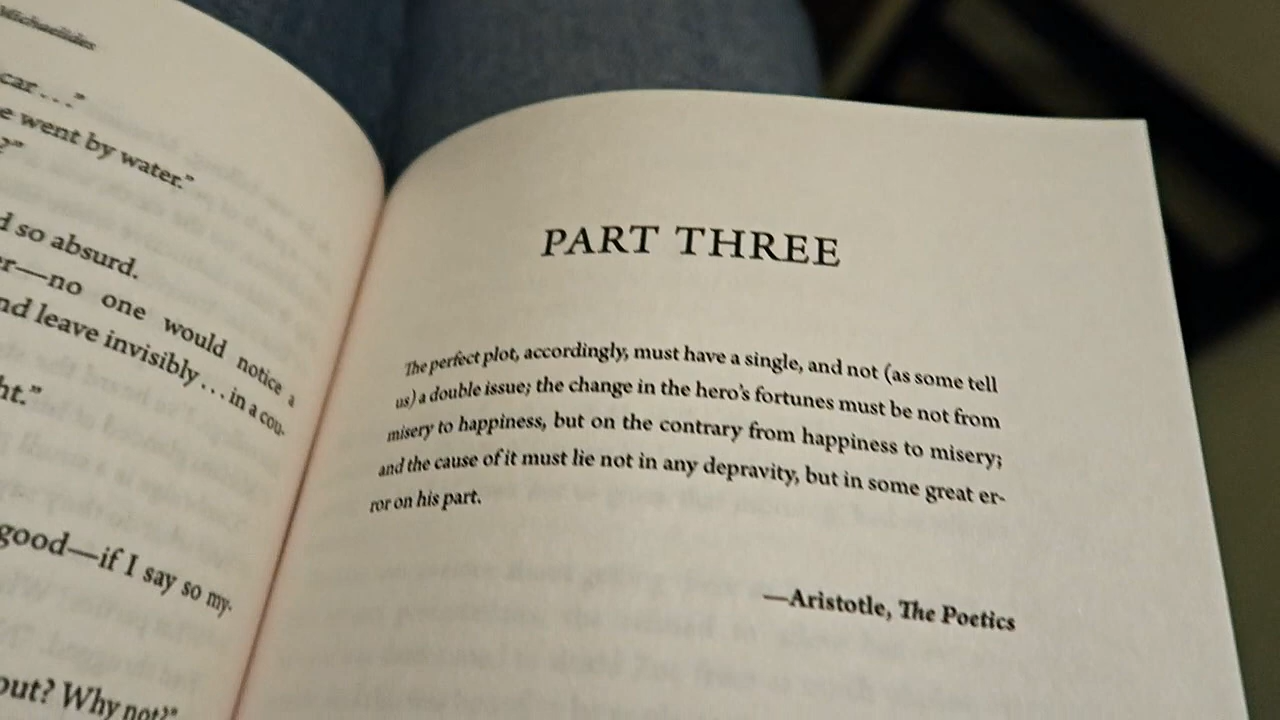 Michaelides
car . . ."
e went by water."
?"
d so absurd.
er—no one would notice a
nd leave invisibly . . . in a cou-
ht."
good—if I say so my-
out? Why not?"
PART THREE
The perfect plot, accordingly, must have a single, and not (as some tell
us) a double issue; the change in the hero's fortunes must be not from
misery to happiness, but on the contrary from happiness to misery;
and the cause of it must lie not in any depravity, but in some great er-
ror on his part.
—Aristotle, The Poetics